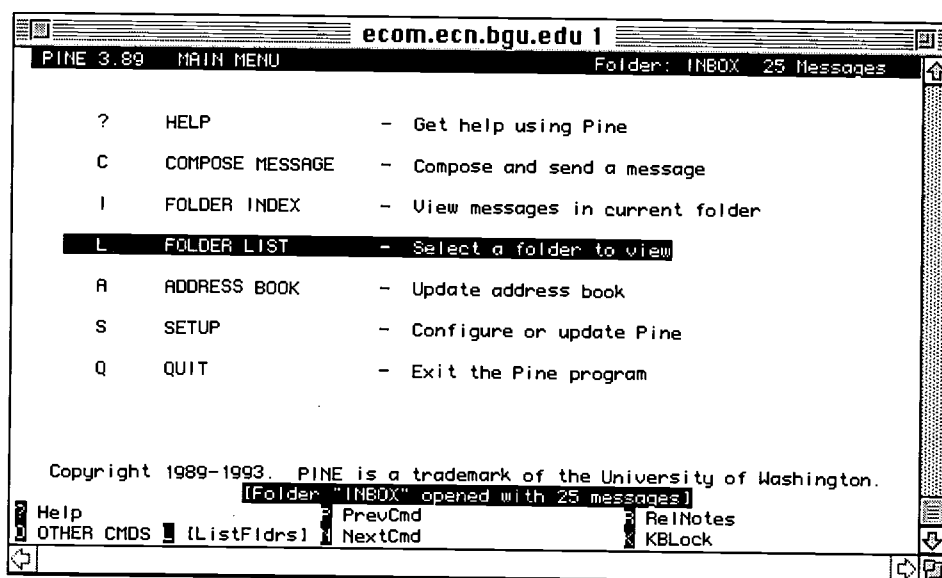 ecom.ecn.bgu.edu 1
PINE 3.89 MAIN MENU Folder: INBOX 25 Messages
? HELP - Get help using Pine
C COMPOSE MESSAGE - Compose and send a message
I FOLDER INDEX - View messages in current folder
L FOLDER LIST - Select a folder to view
A ADDRESS BOOK - Update address book
S SETUP - Configure or update Pine
Q QUIT - Exit the Pine program
Copyright 1989-1993. PINE is a trademark of the University of Washington.
[Folder "INBOX" opened with 25 messages]
? Help P PrevCmd R RelNotes
O OTHER CMDS L [ListFldrs] N NextCmd K KBLock